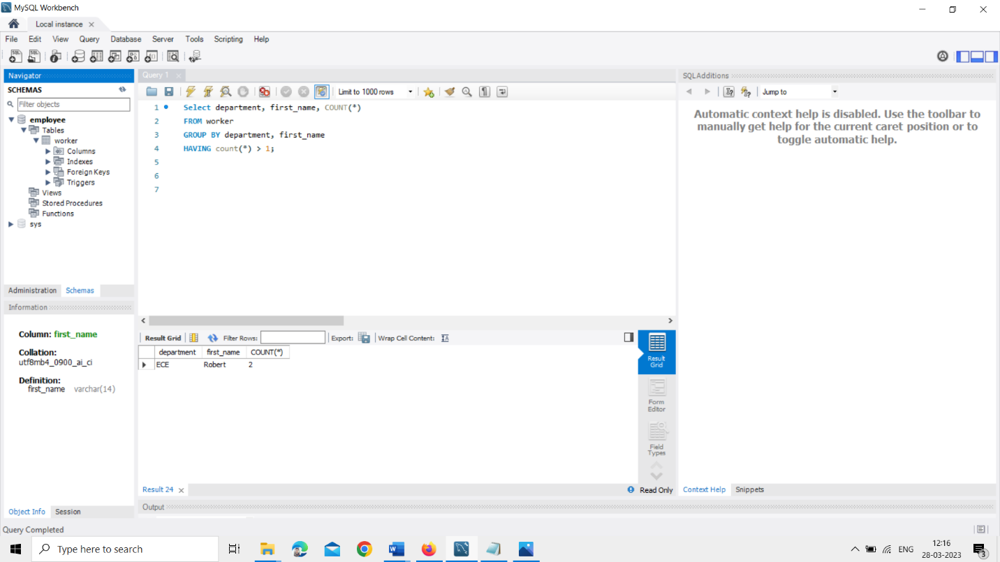 MySQL Workbench
Local instance
File Edit View Query Database Server Tools Scripting Help
Navigator
SCHEMAS
Filter objects
employee
Tables
worker
Columns
Indexes
Foreign Keys
Triggers
Views
Stored Procedures
Functions
sys
Administration Schemas
Information
Column: first_name
Collation:
utf8mb4_0900_ai_ci
Definition:
first_name varchar(14)
Object Info Session
Query 1
Limit to 1000 rows
1 Select department, first_name, COUNT(*)
2 FROM worker
3 GROUP BY department, first_name
4 HAVING count(*) > 1;
5
6
7
Result Grid Filter Rows: Export: Wrap Cell Content:
department first_name COUNT(*)
ECE Robert 2
Result
Grid
Form
Editor
Field
Types
Result 24 Read Only
Output
SQLAdditions
Jump to
Automatic context help is disabled. Use the toolbar to
manually get help for the current caret position or to
toggle automatic help.
Context Help Snippets
Query Completed
Type here to search
ENG
12:16
28-03-2023
3